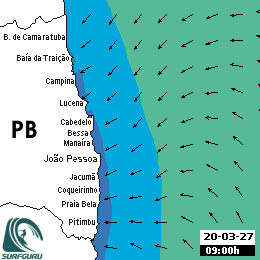 B. de Camaratuba
Baía da Traição
Campina
Lucena
PB
Cabedelo
Bessa
Manaíra
João Pessoa
Jacumã
Coqueirinho
Praia Bela
Pitimbu
20-03-27
09:00h
SURFGURU